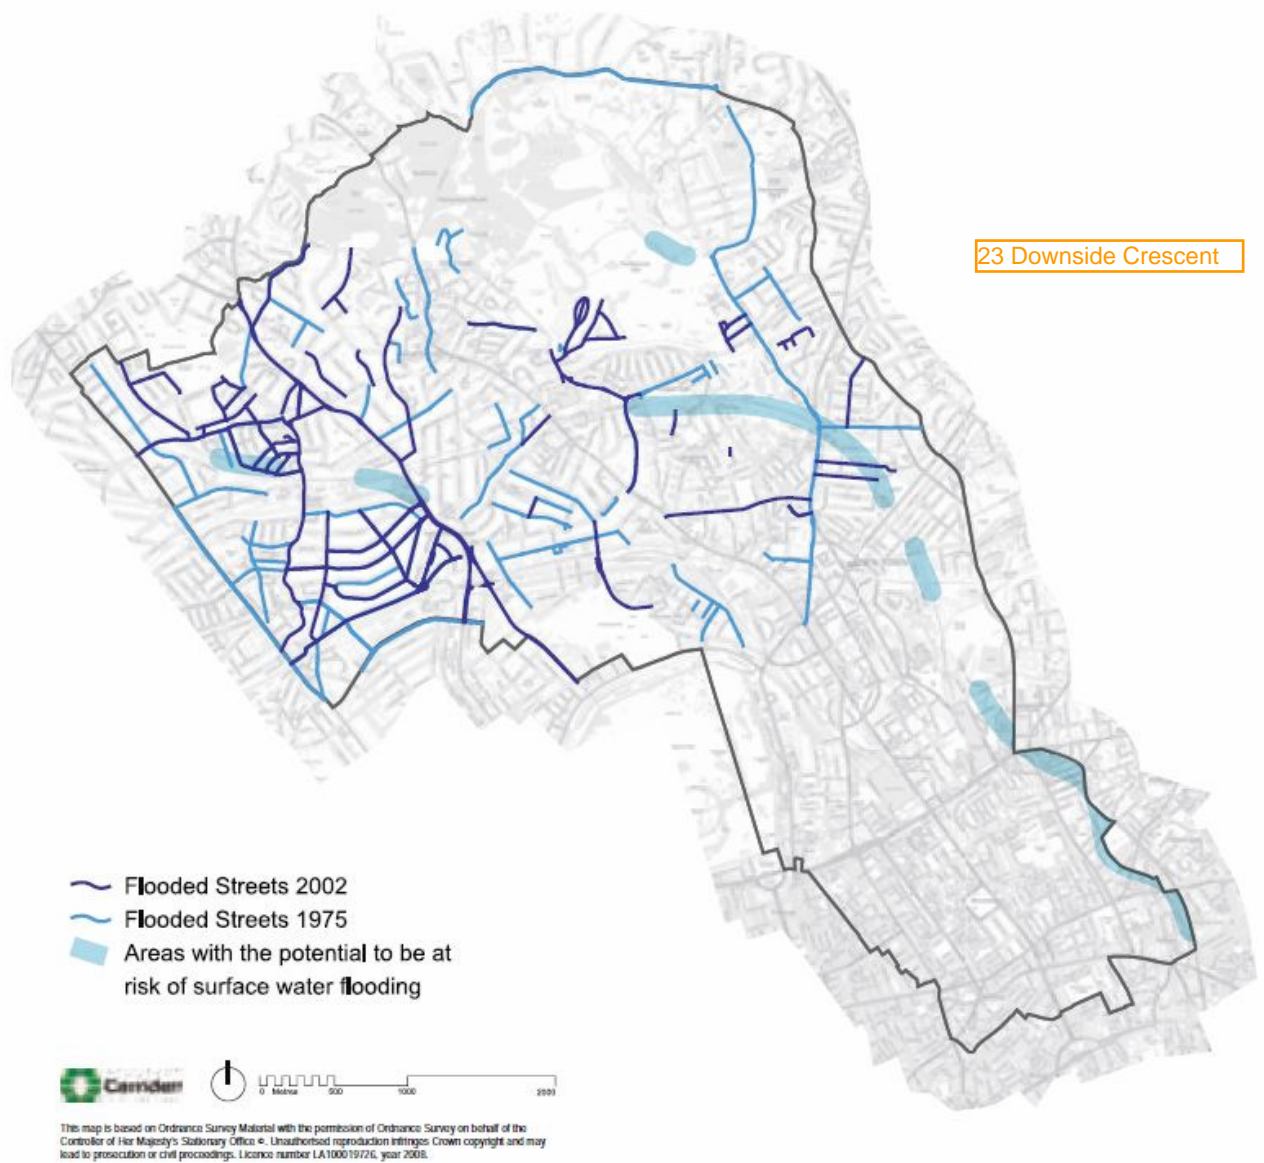 23 Downside Crescent
Flooded Streets 2002
Flooded Streets 1975
Areas with the potential to be at
risk of surface water flooding
Camden
0 Metres 500 1000 2000
This map is based on Ordnance Survey Material with the permission of Ordnance Survey on behalf of the
Controller of Her Majesty's Stationary Office ©. Unauthorised reproduction infringes Crown copyright and may
lead to prosecution or civil proceedings. Licence number LA100019726, year 2008.